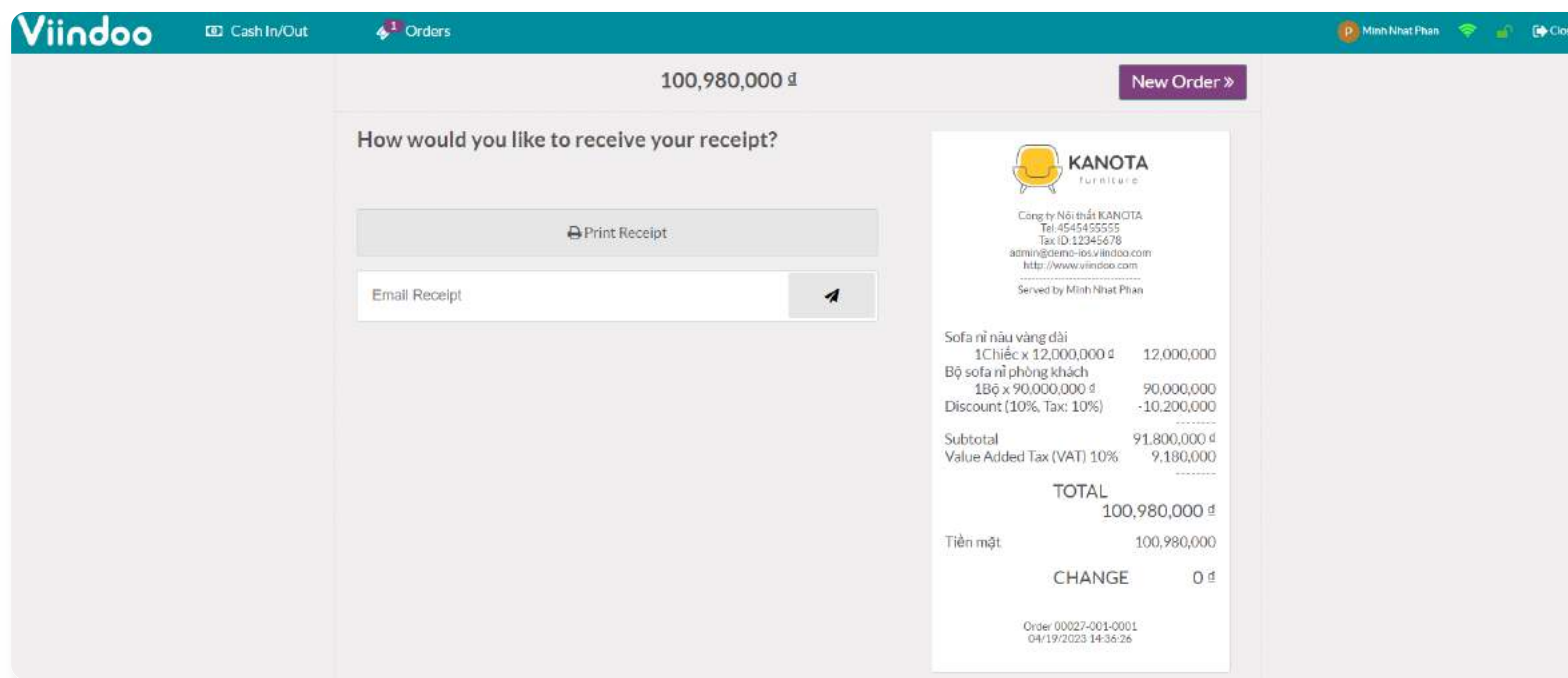 Viindoo Cash In/Out 1 Orders P Minh Nhat Phan Clos
100,980,000 ₫ New Order »
How would you like to receive your receipt?
Print Receipt
Email Receipt
KANOTA
furniture
Công ty Nội thất KANOTA
Tel:4545455555
Tax ID:12345678
admin@demo-ios.viindoo.com
http://www.viindoo.com
--------------------------------
Served by Minh Nhat Phan
Sofa nỉ nâu vàng dài
1Chiếc x 12,000,000 ₫ 12,000,000
Bộ sofa nỉ phòng khách
1Bộ x 90,000,000 ₫ 90,000,000
Discount (10%, Tax: 10%) -10,200,000
--------
Subtotal 91,800,000 ₫
Value Added Tax (VAT) 10% 9,180,000
--------
TOTAL
100,980,000 ₫
Tiền mặt 100,980,000
CHANGE 0 ₫
Order 00027-001-0001
04/19/2023 14:36:26